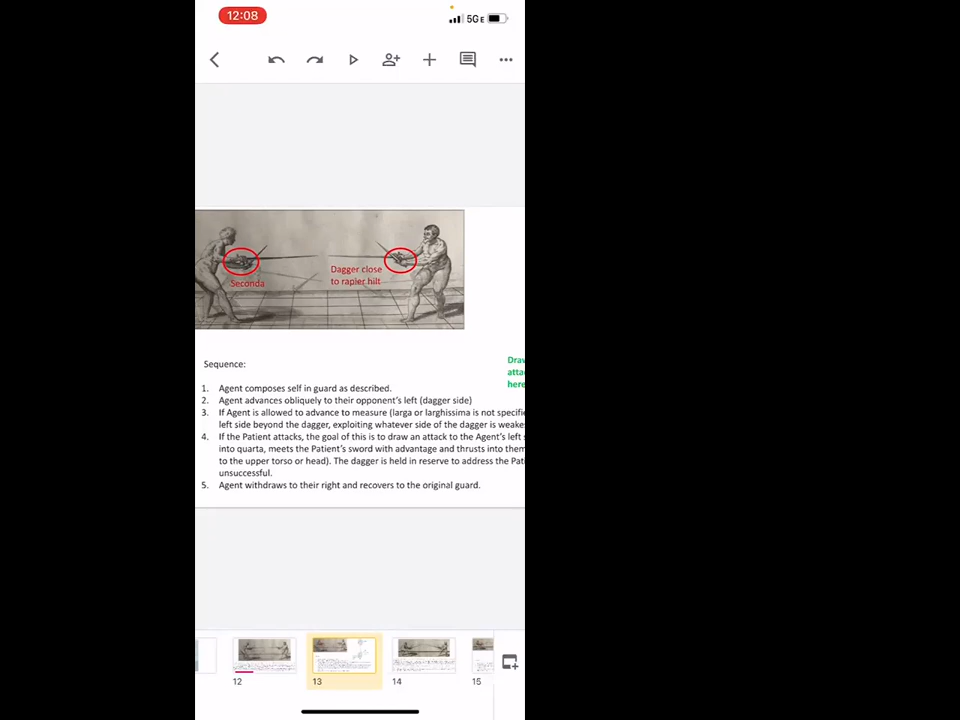 12:08
5GE
Seconda
Dagger close
to rapier hilt
Sequence:
Draw
atta
here
1. Agent composes self in guard as described.
2. Agent advances obliquely to their opponent's left (dagger side)
3. If Agent is allowed to advance to measure (larga or larghissima is not specifie
left side beyond the dagger, exploiting whatever side of the dagger is weake
4. If the Patient attacks, the goal of this is to draw an attack to the Agent's left s
into quarta, meets the Patient's sword with advantage and thrusts into them
to the upper torso or head). The dagger is held in reserve to address the Pati
unsuccessful.
5. Agent withdraws to their right and recovers to the original guard.
12
13
14
15